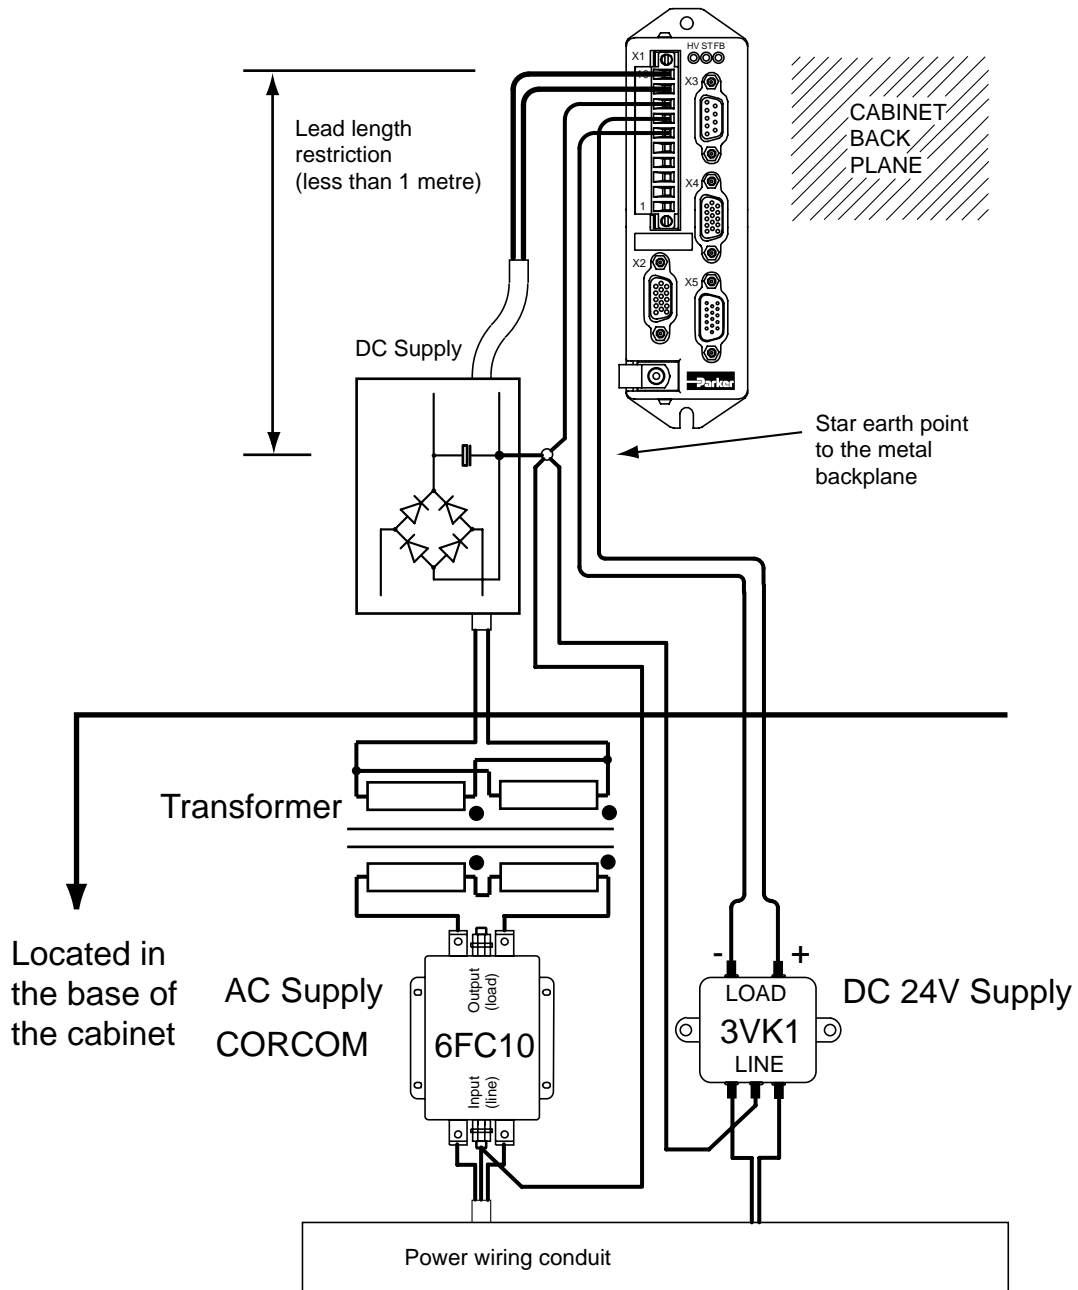 HV ST FB
X1
10
X3
Lead length
restriction
(less than 1 metre)
CABINET
BACK
PLANE
X4
1
X2
X5
DC Supply
Parker
Star earth point
to the metal
backplane
Transformer
Located in
the base of
the cabinet
AC Supply
CORCOM
Output
(load)
6FC10
Input
(line)
- +
LOAD
3VK1
LINE
DC 24V Supply
Power wiring conduit